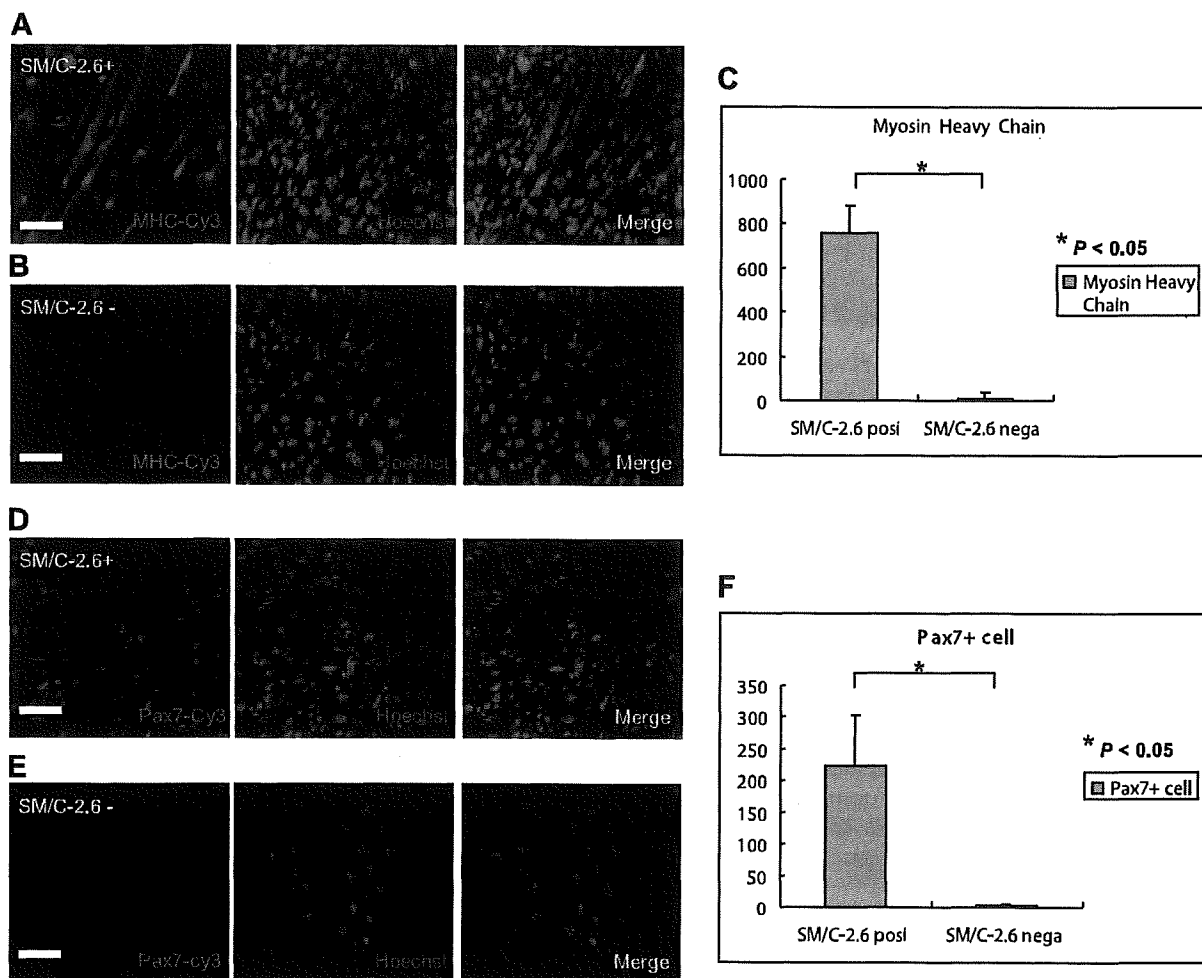 A
SM/C-2.6+
MHC-Cy3
Hoechst
Merge
B
SM/C-2.6 -
MHC-Cy3
Hoechst
Merge
C
Myosin Heavy Chain
*
1000
800
600
400
200
0
SM/C-2.6 posi
SM/C-2.6 nega
* P < 0.05
Myosin Heavy
Chain
D
SM/C-2.6+
Pax7-Cy3
Hoechst
Merge
E
SM/C-2.6 -
Pax7-cy3
Hoechst
Merge
F
Pax7+ cell
*
350
300
250
200
150
100
50
0
SM/C-2.6 posi
SM/C-2.6 nega
* P < 0.05
Pax7+ cell